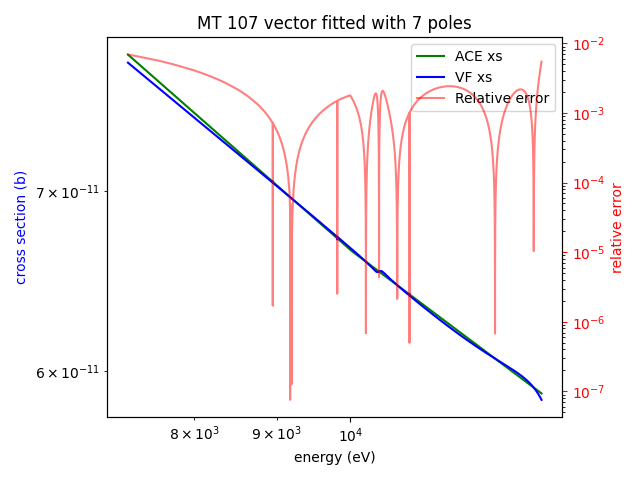 MT 107 vector fitted with 7 poles
ACE xs
VF xs
Relative error
cross section (b)
7 × 10⁻¹¹
6 × 10⁻¹¹
10⁻²
10⁻³
10⁻⁴
10⁻⁵
10⁻⁶
10⁻⁷
relative error
8 × 10³
9 × 10³
10⁴
energy (eV)